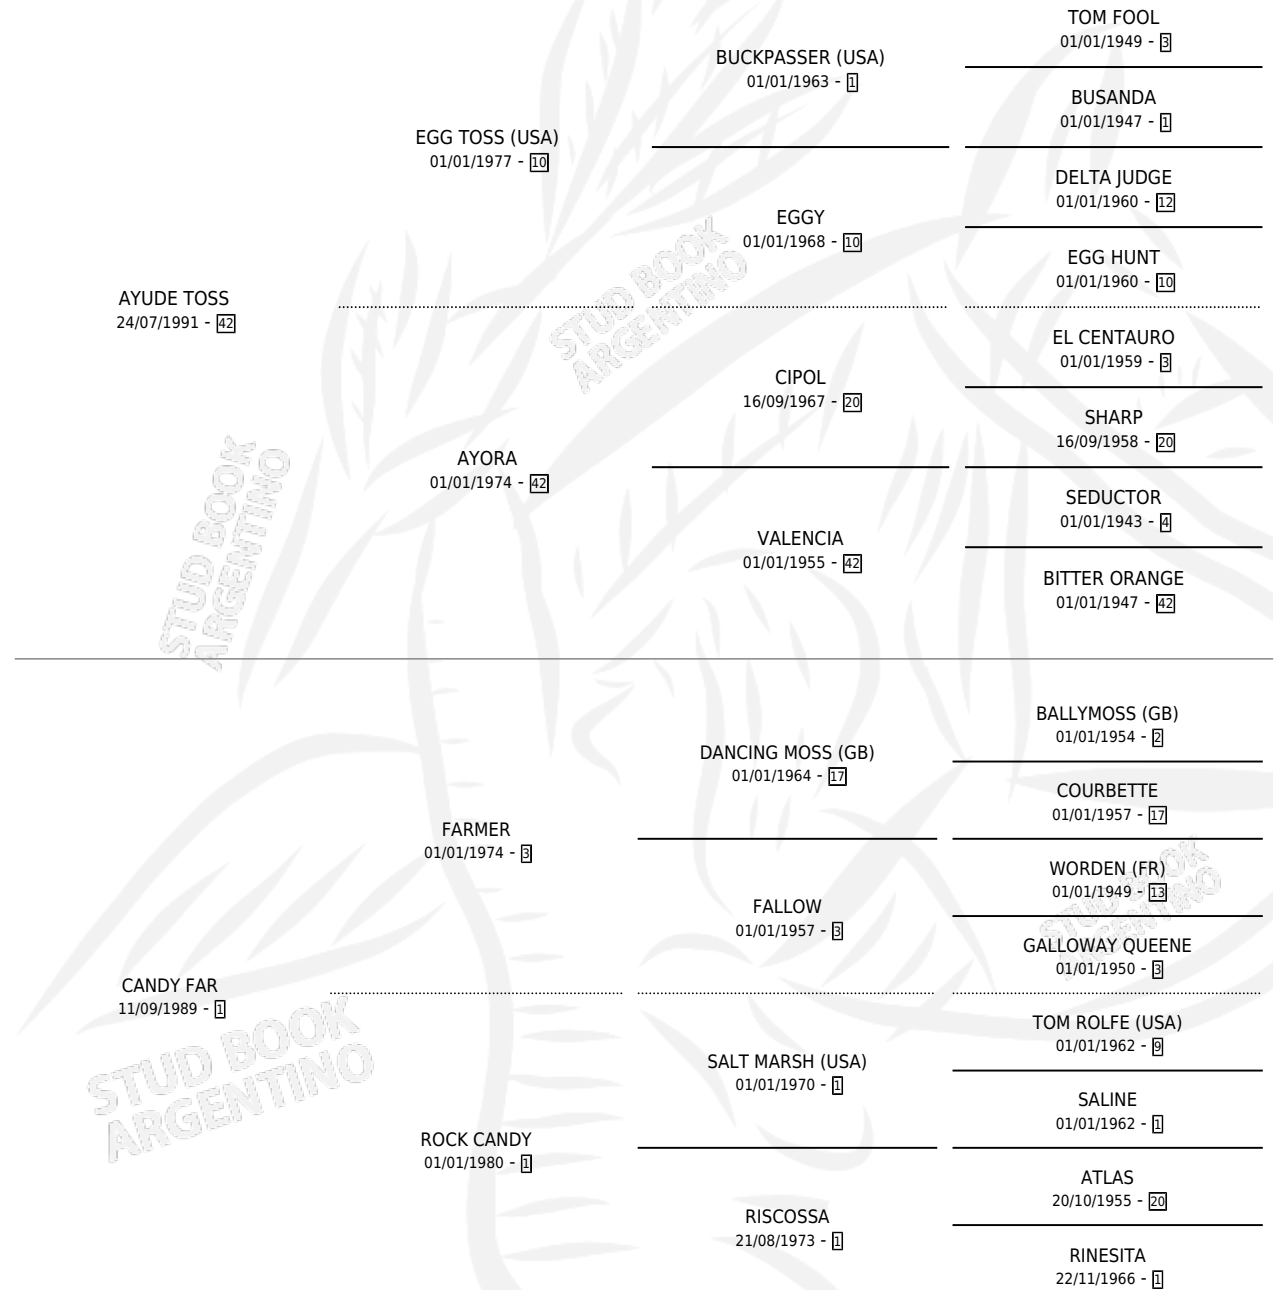 TOM FOOL
01/01/1949 - 3
BUCKPASSER (USA)
01/01/1963 - 1
BUSANDA
01/01/1947 - 1
EGG TOSS (USA)
01/01/1977 - 10
DELTA JUDGE
01/01/1960 - 12
EGGY
01/01/1968 - 10
EGG HUNT
01/01/1960 - 10
AYUDE TOSS
24/07/1991 - 42
STUD BOOK
ARGENTINO
EL CENTAURO
01/01/1959 - 3
CIPOL
16/09/1967 - 20
SHARP
16/09/1958 - 20
AYORA
01/01/1974 - 42
SEDUCTOR
01/01/1943 - 4
VALENCIA
01/01/1955 - 42
BITTER ORANGE
01/01/1947 - 42
STUD BOOK
ARGENTINO
BALLYMOSS (GB)
01/01/1954 - 2
DANCING MOSS (GB)
01/01/1964 - 17
COURBETTE
01/01/1957 - 17
FARMER
01/01/1974 - 3
WORDEN (FR)
01/01/1949 - 13
FALLOW
01/01/1957 - 3
GALLOWAY QUEENE
01/01/1950 - 3
STUD BOOK
ARGENTINO
CANDY FAR
11/09/1989 - 1
TOM ROLFE (USA)
01/01/1962 - 9
SALT MARSH (USA)
01/01/1970 - 1
SALINE
01/01/1962 - 1
STUD BOOK
ARGENTINO
ROCK CANDY
01/01/1980 - 1
ATLAS
20/10/1955 - 20
RISCOSSA
21/08/1973 - 1
RINESITA
22/11/1966 - 1